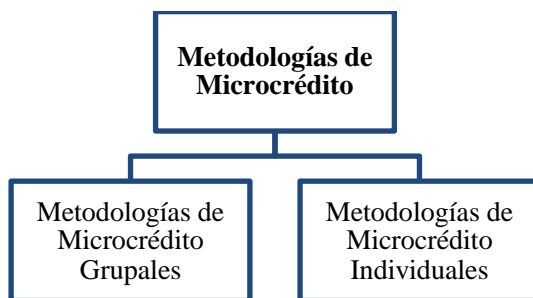 Metodologías de
Microcrédito
Metodologías de
Microcrédito
Grupales
Metodologías de
Microcrédito
Individuales